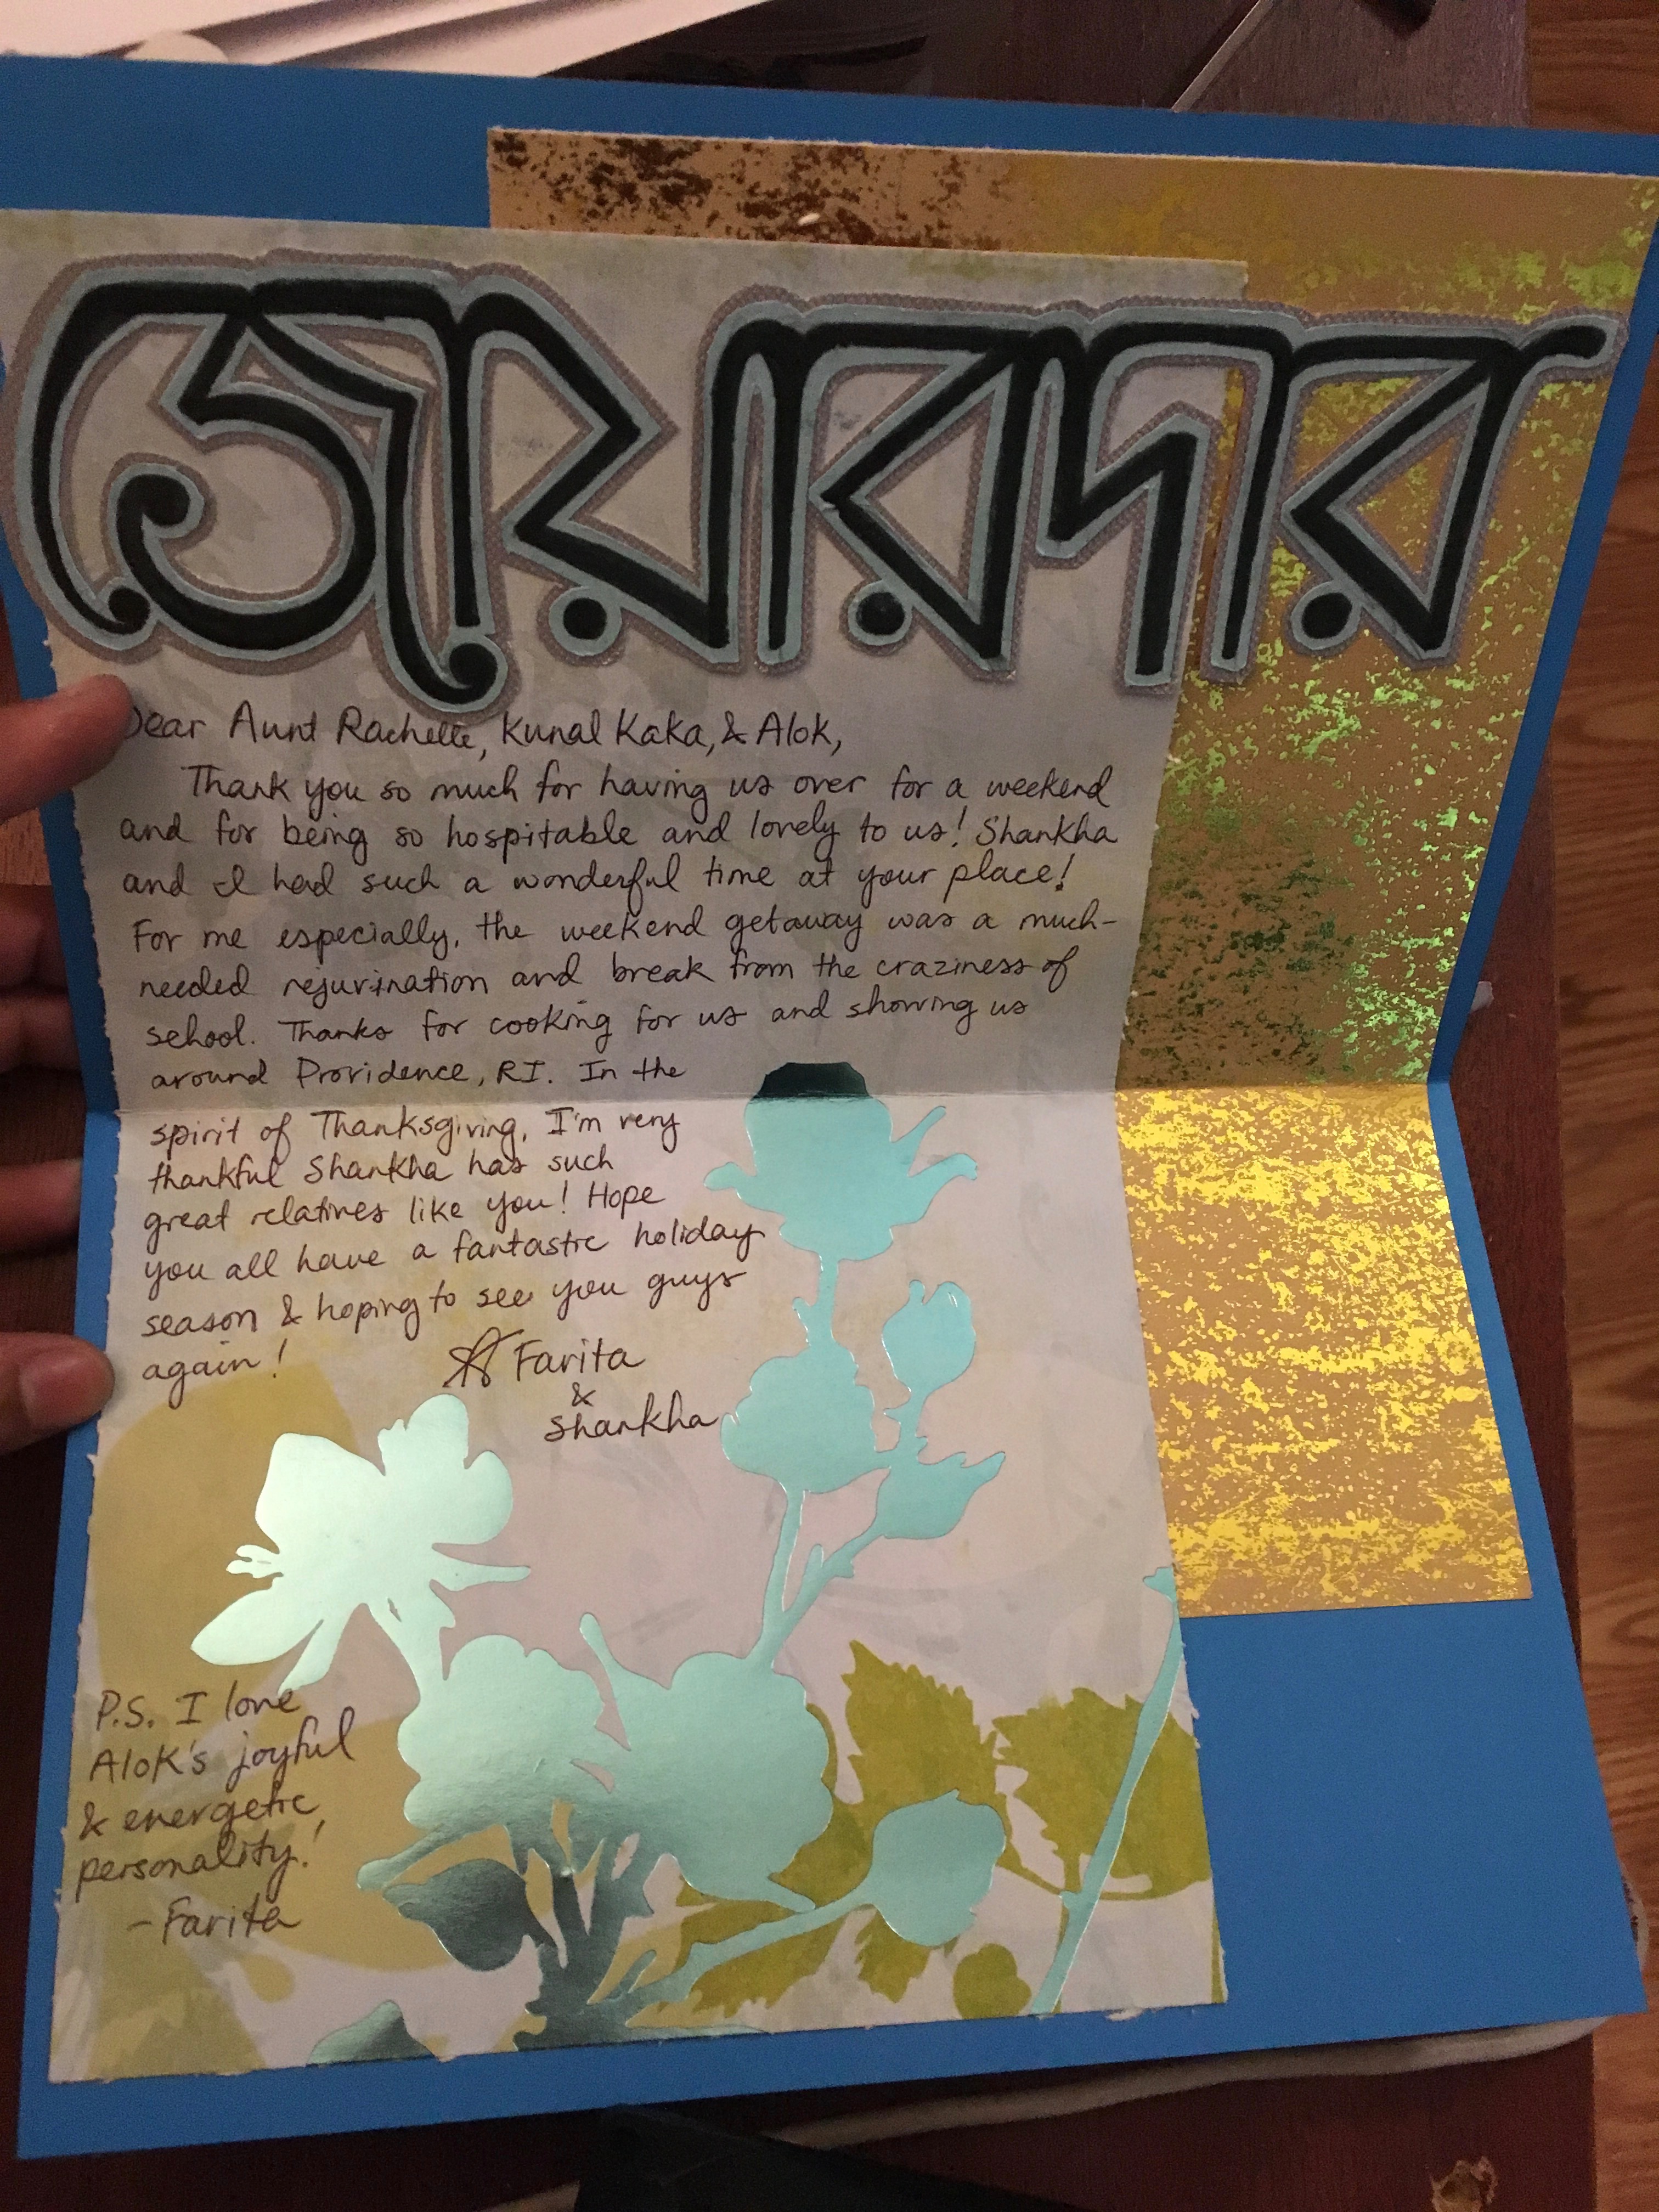 জোয়ারদার
Dear Aunt Rachelle, Kunal Kaka, & Alok,
Thank you so much for having us over for a weekend
and for being so hospitable and lovely to us! Shankha
and I had such a wonderful time at your place!
For me especially, the weekend getaway was a much-
needed rejuvination and break from the craziness of
school. Thanks for cooking for us and showing us
around Providence, RI. In the
spirit of Thanksgiving, I'm very
thankful Shankha has such
great relatives like you! Hope
you all have a fantastic holiday
season & hoping to see you guys
again!
Farita
&
Shankha
P.S. I love
Alok's joyful
& energetic
personality!
- Farita